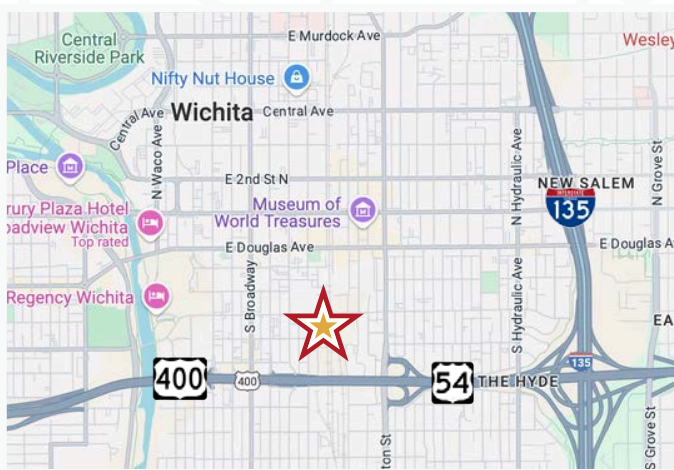 Central
Riverside Park
E Murdock Ave
Wesley
Nifty Nut House
Central Ave
Wichita
Central Ave
N Waco Ave
Place
E 2nd St N
N Hydraulic Ave
N Grove St
NEW SALEM
INTERSTATE
135
rury Plaza Hotel
oadview Wichita
Top rated
Museum of
World Treasures
E Douglas Ave
E Douglas A
Regency Wichita
S Broadway
S Hydraulic Ave
EA
135
400
400
54
THE HYDE
ton St
S Grove St